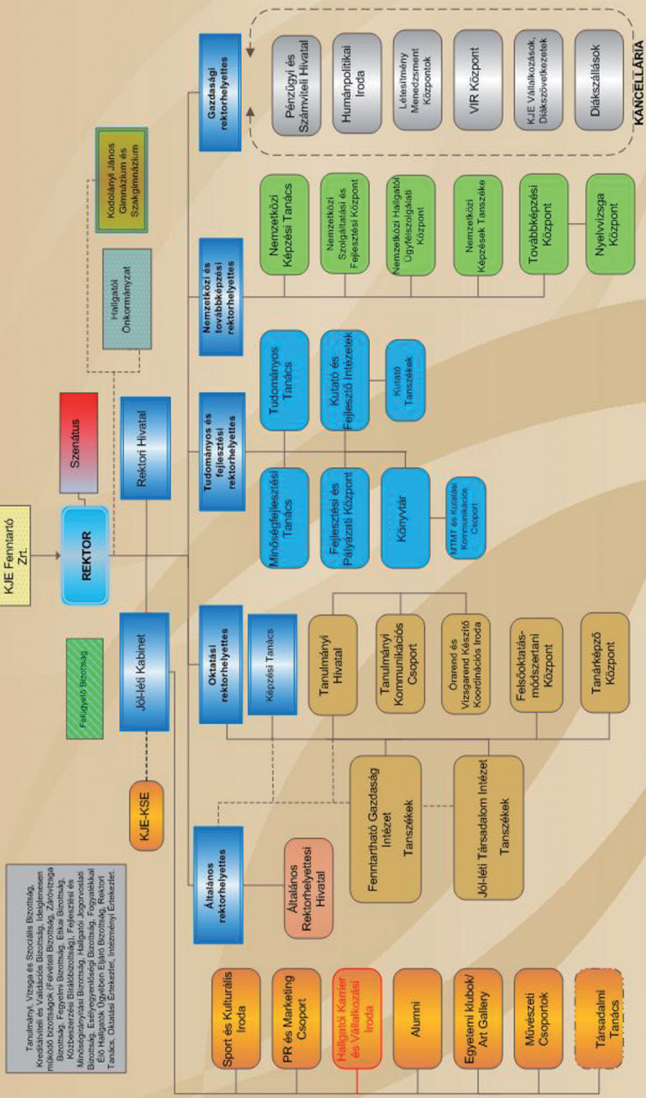 KJE Fenntartó
Zrt.
Tanulmányi, Vizsga és Szociális Bizottság,
Kreditátviteli és Validációs Bizottság, Ideiglenesen
működő bizottságok (Felvételi Bizottság, Záróvizsga
Bizottság, Fegyelmi Bizottság, Etikai Bizottság,
Közbeszerzési Bírálóbizottság), Fejlesztési és
Minőségirányítási Bizottság, Hallgatói Jogorvoslati
Bizottság, Esélyegyenlőségi Bizottság, Fogyatékkal
Élő Hallgatók Ügyében Eljáró Bizottság, Rektori
Tanács, Oktatási Értekezlet, Intézményi Értekezlet,
Felügyelő Bizottság
REKTOR
Szenátus
Hallgatói
Önkormányzat
Kodolányi János
Gimnázium és
Szakgimnázium
KJE-KSE
Jól-léti Kabinet
Rektori Hivatal
Általános
rektorhelyettes
Oktatási
rektorhelyettes
Tudományos és
fejlesztési
rektorhelyettes
Nemzetközi és
továbbképzési
rektorhelyettes
Gazdasági
rektorhelyettes
Sport és Kulturális
Iroda
PR és Marketing
Csoport
Hallgatói Karrier
és Vállalkozási
Iroda
Alumni
Egyetemi klubok/
Art Gallery
Művészeti
Csoportok
Társadalmi
Tanács
Általános
Rektorhelyettesi
Hivatal
Fenntartható Gazdaság
Intézet
Tanszékek
Jól-léti Társadalom Intézet
Tanszékek
Képzési Tanács
Tanulmányi
Hivatal
Tanulmányi
Kommunikációs
Csoport
Órarend és
Vizsgarend Készítő
Koordinációs Iroda
Felsőoktatás-
módszertani
Központ
Tanárképző
Központ
Minőségfejlesztési
Tanács
Fejlesztési és
Pályázati Központ
Könyvtár
MTMT és Kutatási
Kommunikációs
Csoport
Tudományos
Tanács
Kutató és
Fejlesztő Intézetek
Kutató
Tanszékek
Nemzetközi
Képzési Tanács
Nemzetközi
Szolgáltatási és
Fejlesztési Központ
Nemzetközi Hallgatói
Ügyfélszolgálati
Központ
Nemzetközi
Képzések Tanszéke
Továbbképzési
Központ
Nyelvvizsga
Központ
Pénzügyi és
Számviteli Hivatal
Humánpolitikai
Iroda
Létesítmény
Menedzsment
Központok
VIR Központ
KJE Vállalkozások,
Diákszövetkezetek
Diákszállások
KANCELLÁRIA